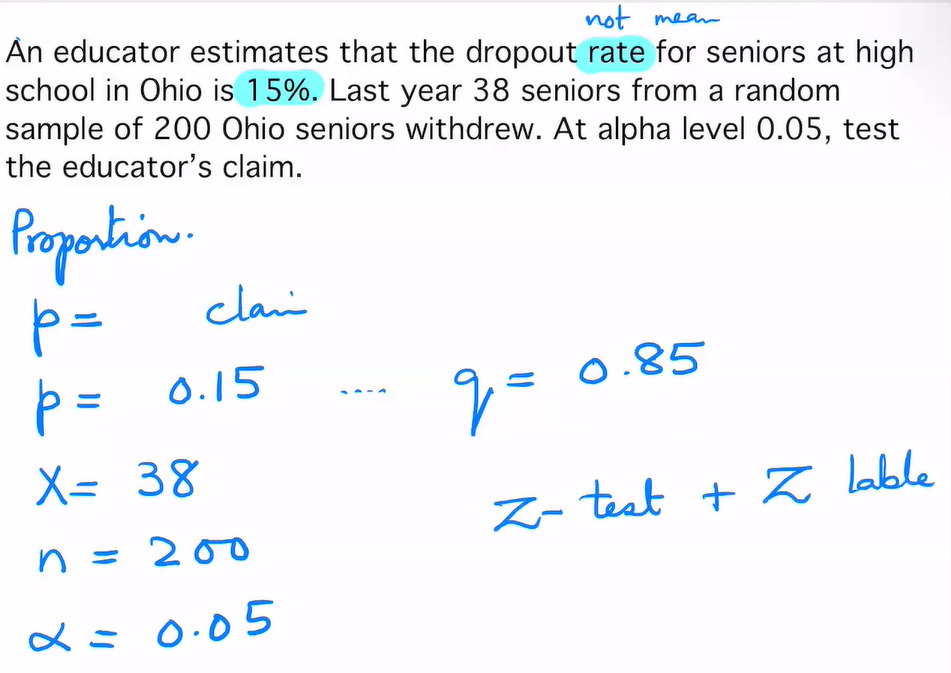 not mean
An educator estimates that the dropout rate for seniors at high
school in Ohio is 15%. Last year 38 seniors from a random
sample of 200 Ohio seniors withdrew. At alpha level 0.05, test
the educator's claim.
Proportion.
p = clai
p = 0.15 .... q = 0.85
X = 38
z- test + Z lable
n = 200
α = 0.05